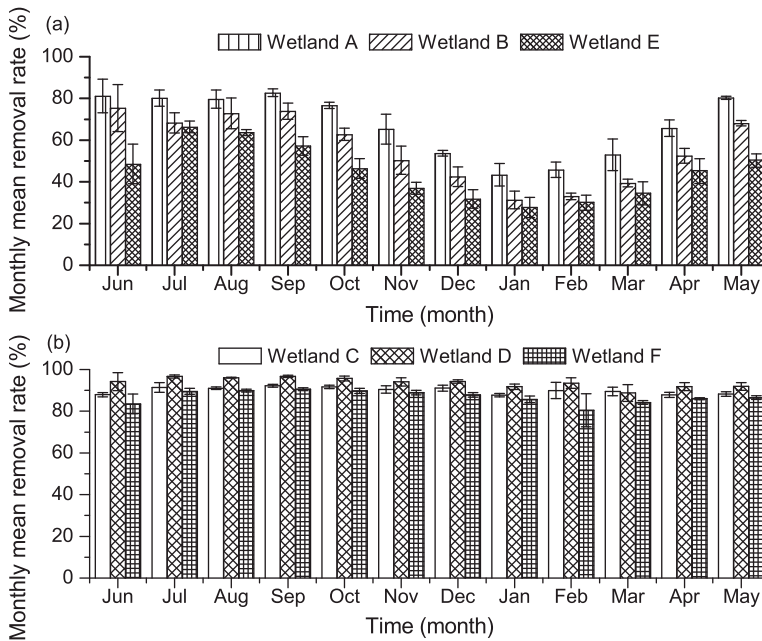 (a)
Wetland A Wetland B Wetland E
Monthly mean removal rate (%)
100
80
60
40
20
0
Jun Jul Aug Sep Oct Nov Dec Jan Feb Mar Apr May
Time (month)
(b)
Wetland C Wetland D Wetland F
Monthly mean removal rate (%)
100
80
60
40
20
0
Jun Jul Aug Sep Oct Nov Dec Jan Feb Mar Apr May
Time (month)